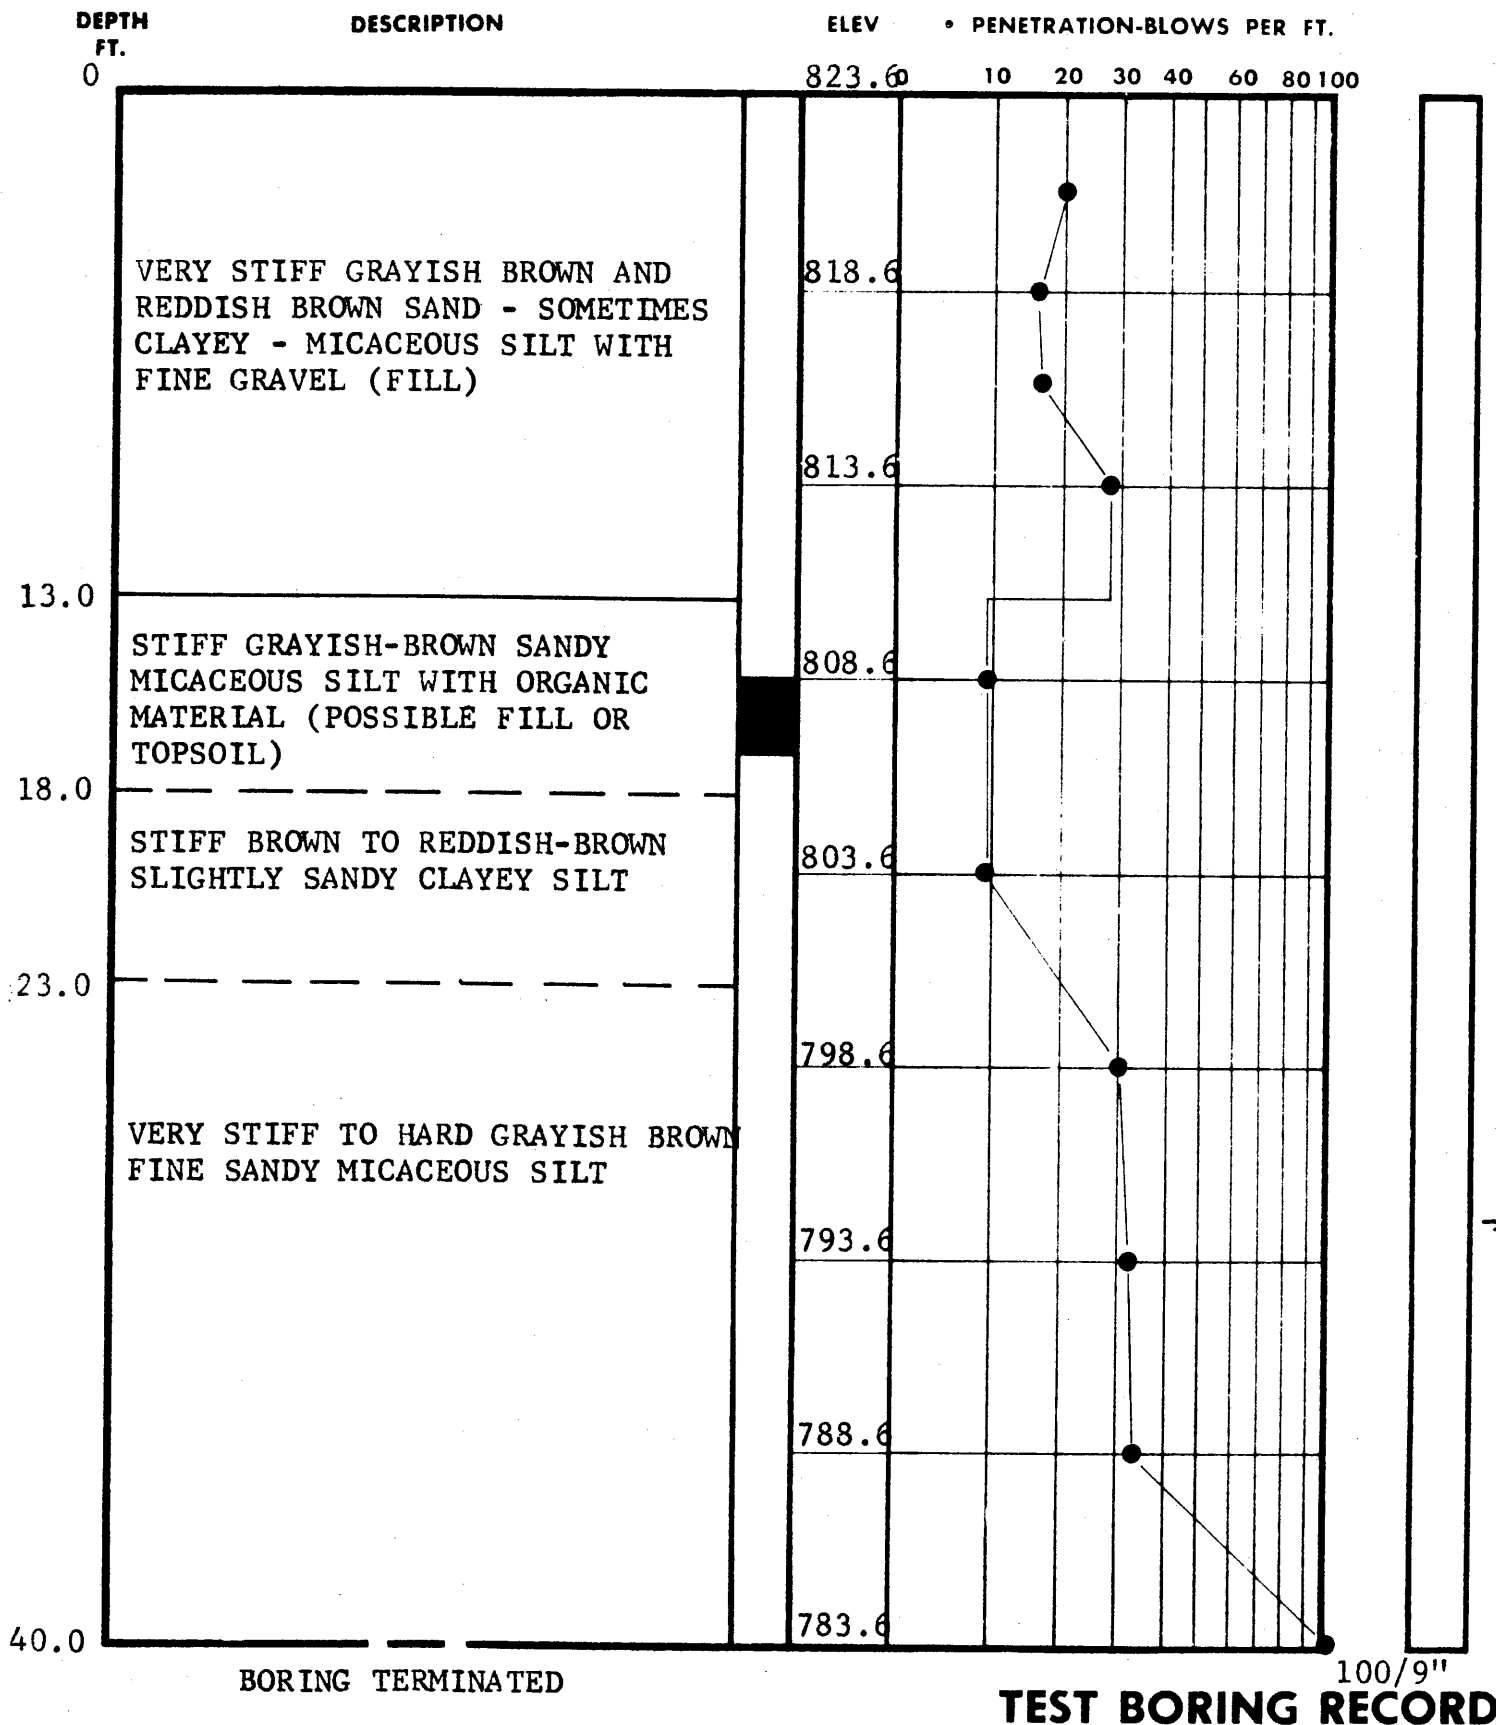 DEPTH DESCRIPTION ELEV • PENETRATION-BLOWS PER FT.
FT.
0 823.6 0 10 20 30 40 60 80 100
VERY STIFF GRAYISH BROWN AND
818.6
REDDISH BROWN SAND - SOMETIMES
CLAYEY - MICACEOUS SILT WITH
FINE GRAVEL (FILL)
813.6
13.0
STIFF GRAYISH-BROWN SANDY
808.6
MICACEOUS SILT WITH ORGANIC
MATERIAL (POSSIBLE FILL OR
TOPSOIL)
18.0
STIFF BROWN TO REDDISH-BROWN
803.6
SLIGHTLY SANDY CLAYEY SILT
23.0
798.6
VERY STIFF TO HARD GRAYISH BROWN
FINE SANDY MICACEOUS SILT
793.6
788.6
783.6
40.0
BORING TERMINATED
100/9"
TEST BORING RECORD